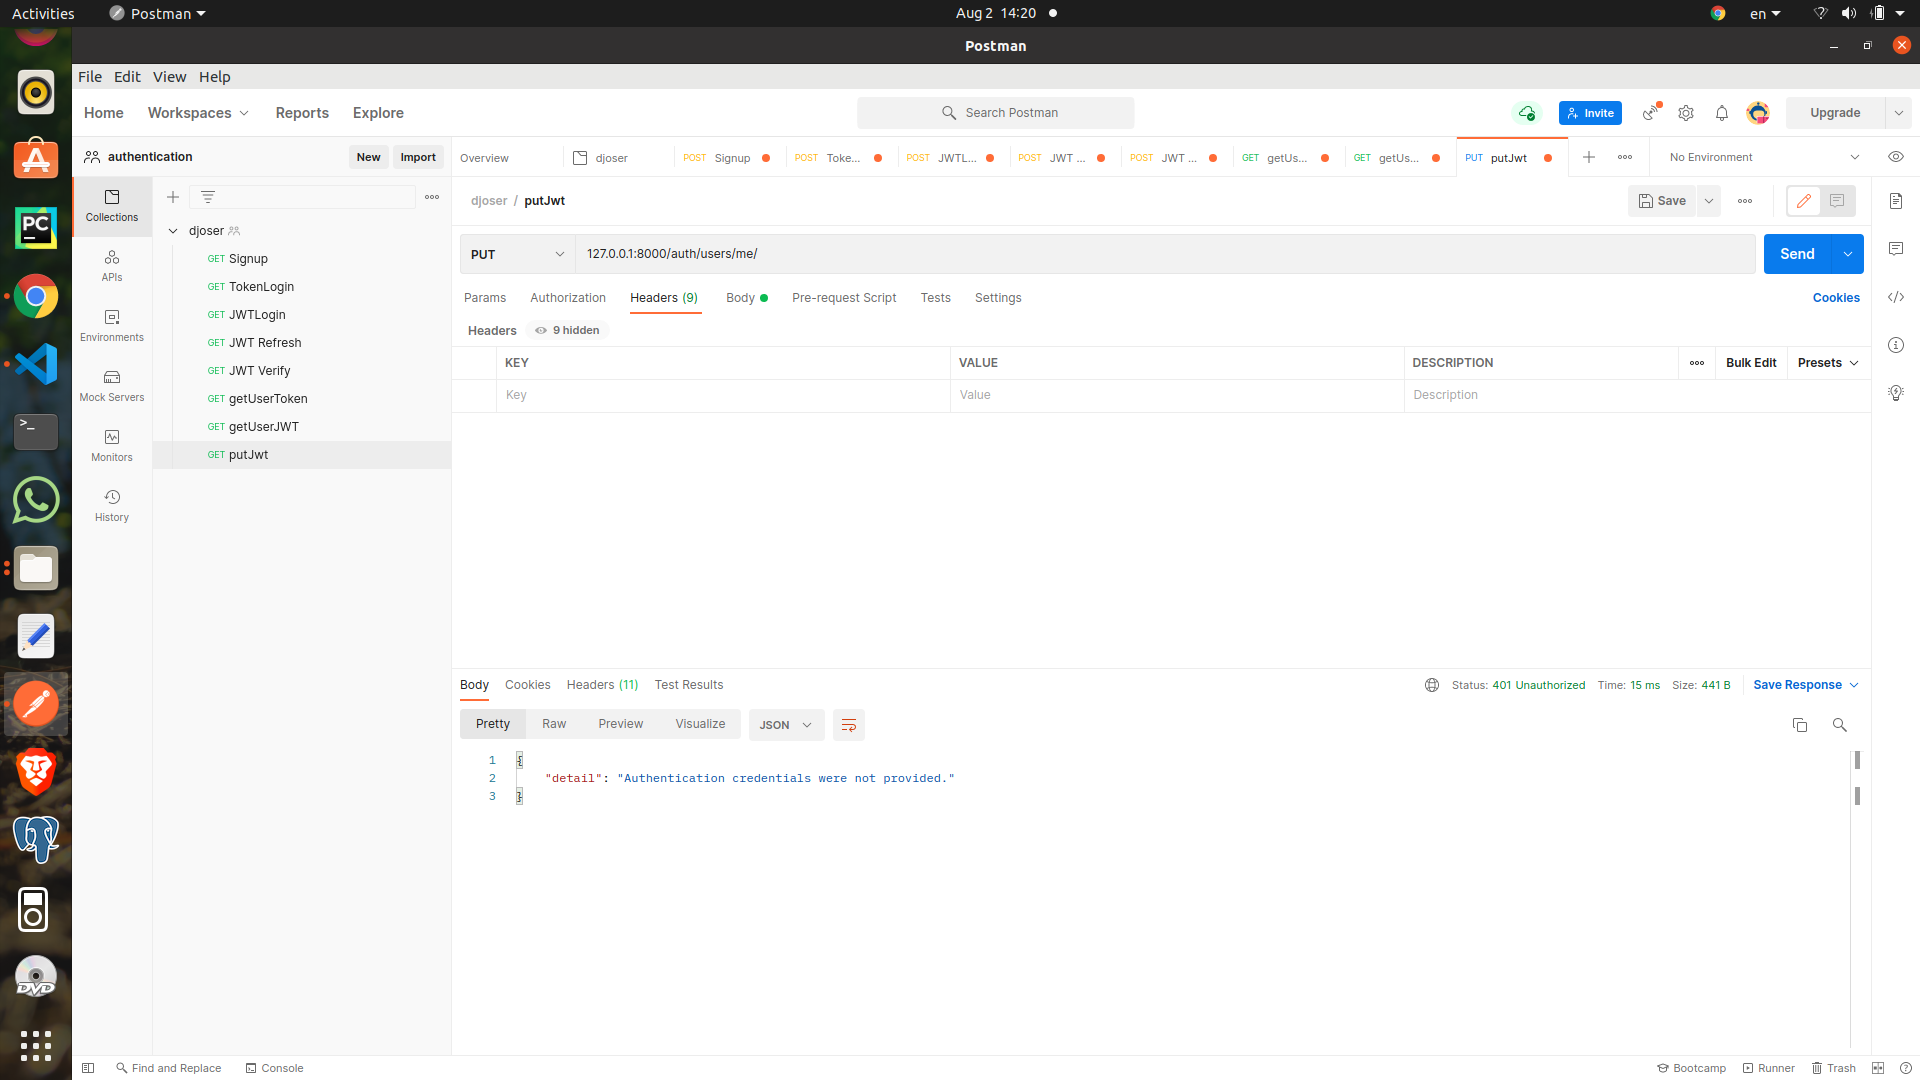 Activities
Postman
Aug 2 14:20
en
Postman
File Edit View Help
Home Workspaces Reports Explore
Search Postman
Invite
Upgrade
authentication
New Import
Overview
djoser
POST Signup
POST Toke...
POST JWTL...
POST JWT ...
POST JWT ...
GET getUs...
GET getUs...
PUT putJwt
No Environment
Collections
APIs
Environments
Mock Servers
Monitors
History
djoser
GET Signup
GET TokenLogin
GET JWTLogin
GET JWT Refresh
GET JWT Verify
GET getUserToken
GET getUserJWT
GET putJwt
djoser / putJwt
Save
PUT
127.0.0.1:8000/auth/users/me/
Send
Params Authorization Headers (9) Body Pre-request Script Tests Settings
Cookies
Headers 9 hidden
KEY VALUE DESCRIPTION
Bulk Edit Presets
Key Value Description
Body Cookies Headers (11) Test Results
Status: 401 Unauthorized Time: 15 ms Size: 441 B
Save Response
Pretty Raw Preview Visualize
JSON
1 {
2 "detail": "Authentication credentials were not provided."
3 }
PC
>_
DVD
Find and Replace
Console
Bootcamp
Runner
Trash